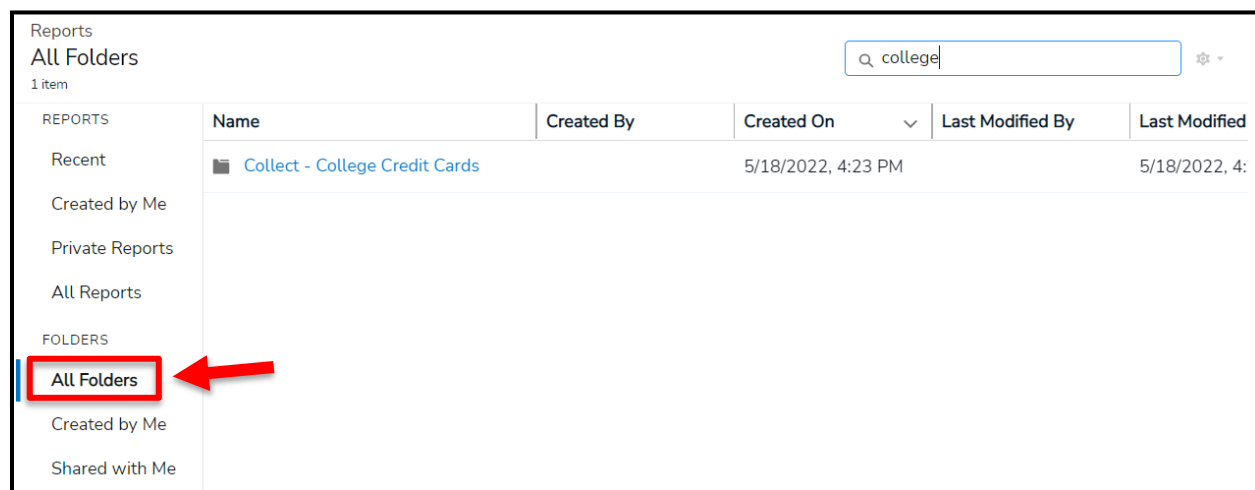 Reports
All Folders
1 item
college
REPORTS
Recent
Created by Me
Private Reports
All Reports
FOLDERS
All Folders
Created by Me
Shared with Me
Name Created By Created On Last Modified By Last Modified
Collect - College Credit Cards 5/18/2022, 4:23 PM 5/18/2022, 4: